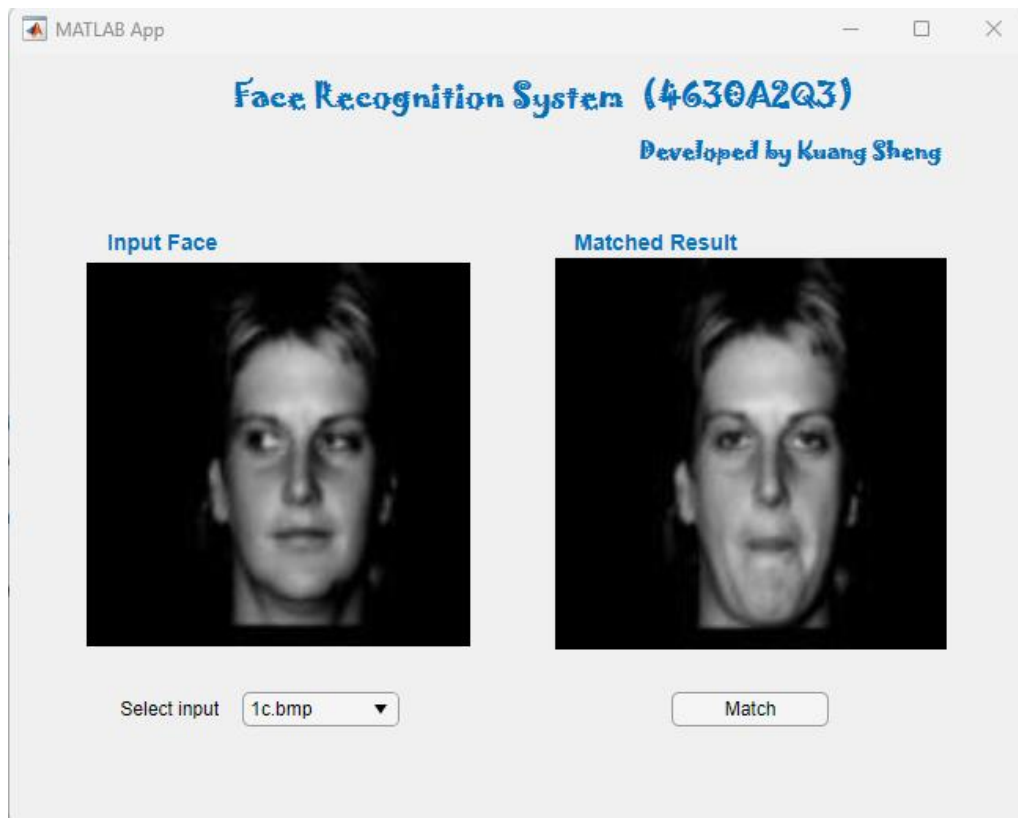 MATLAB App
Face Recognition System (4630A2Q3)
Developed by Kuang Sheng
Input Face
Matched Result
Select input
1c.bmp
Match